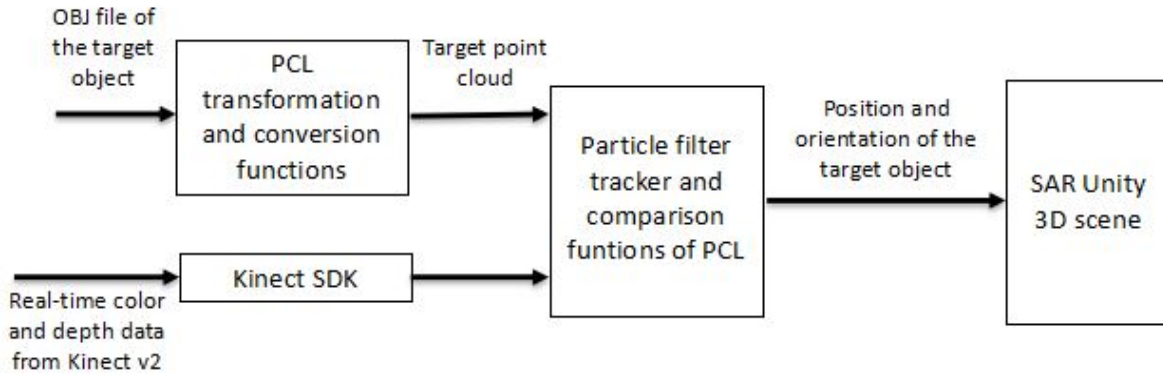 OBJ file of
the target
object
PCL
transformation
and conversion
functions
Target point
cloud
Particle filter
tracker and
comparison
funtions of PCL
Position and
orientation of the
target object
SAR Unity
3D scene
Kinect SDK
Real-time color
and depth data
from Kinect v2